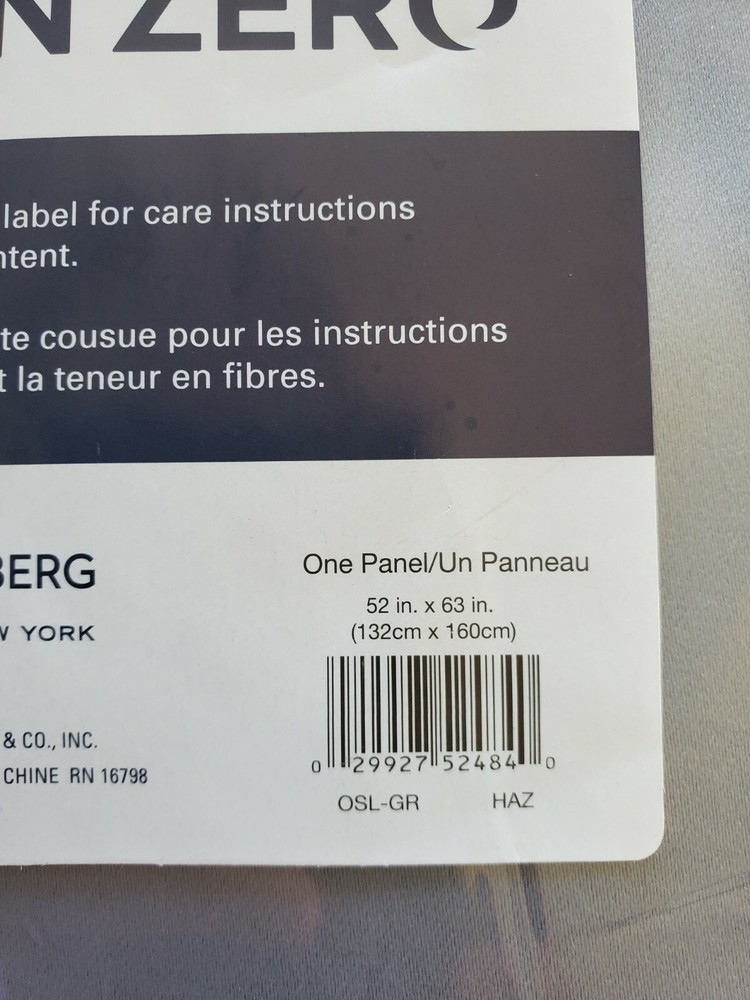 N ZERO
label for care instructions
ntent.
te cousue pour les instructions
t la teneur en fibres.
BERG
W YORK
& CO., INC.
CHINE RN 16798
One Panel/Un Panneau
52 in. x 63 in.
(132cm x 160cm)
0 29927 52484 0
OSL-GR HAZ